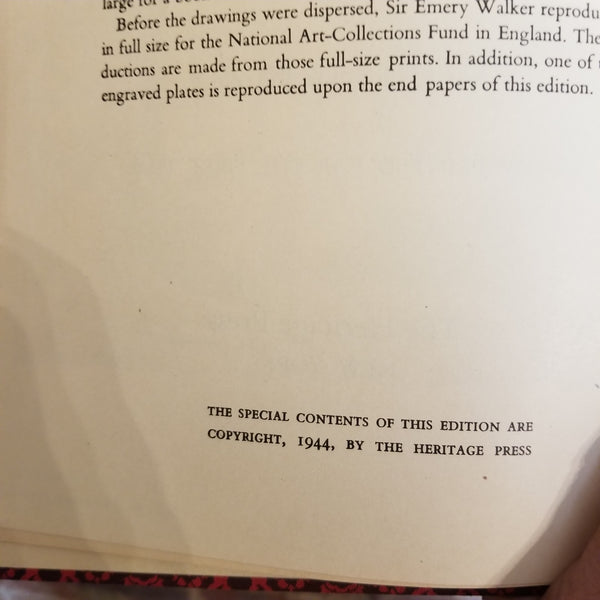 large for a
Before the drawings were dispersed, Sir Emery Walker reprodu
in full size for the National Art-Collections Fund in England. The
ductions are made from those full-size prints. In addition, one of
engraved plates is reproduced upon the end papers of this edition.
THE SPECIAL CONTENTS OF THIS EDITION ARE
COPYRIGHT, 1944, BY THE HERITAGE PRESS